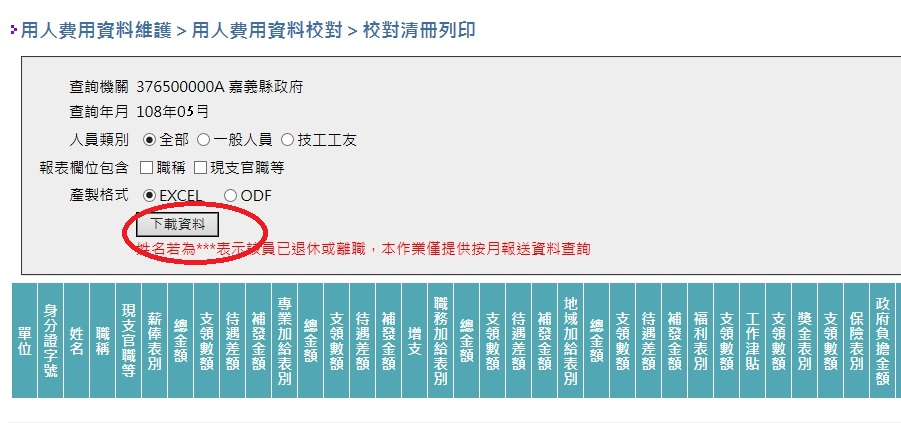 用人費用資料維護 > 用人費用資料校對 > 校對清冊列印
查詢機關 376500000A 嘉義縣政府
查詢年月 108年05月
人員類別 全部 一般人員 技工工友
報表欄位包含 職稱 現支官職等
產製格式 EXCEL ODF
下載資料
姓名若為***表示該員已退休或離職，本作業僅提供按月報送資料查詢
單位
身分證字號
姓名
職稱
現支官職等
薪俸表別
總金額
支領數額
待遇差額
補發金額
專業加給表別
總金額
支領數額
待遇差額
補發金額
增支
職務加給表別
總金額
支領數額
待遇差額
補發金額
地域加給表別
總金額
支領數額
待遇差額
補發金額
福利表別
支領數額
工作津貼
支領數額
獎金表別
支領數額
保險表別
政府負擔金額